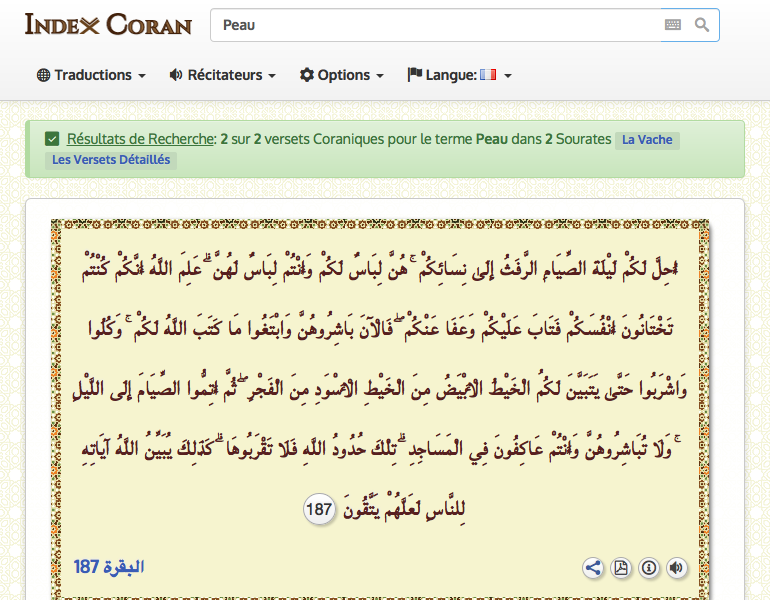 INDEX CORAN
Peau
Traductions
Récitateurs
Options
Langue:
Résultats de Recherche: 2 sur 2 versets Coraniques pour le terme Peau dans 2 Sourates La Vache
Les Versets Détaillés
أُحِلَّ لَكُمْ لَيْلَةَ الصِّيَامِ الرَّفَثُ إِلَىٰ نِسَائِكُمْ ۚ هُنَّ لِبَاسٌ لَكُمْ وَأَنْتُمْ لِبَاسٌ لَهُنَّ ۗ عَلِمَ اللَّهُ أَنَّكُمْ كُنْتُمْ
تَخْتَانُونَ أَنْفُسَكُمْ فَتَابَ عَلَيْكُمْ وَعَفَا عَنْكُمْ ۖ فَالْآنَ بَاشِرُوهُنَّ وَابْتَغُوا مَا كَتَبَ اللَّهُ لَكُمْ ۚ وَكُلُوا
وَاشْرَبُوا حَتَّىٰ يَتَبَيَّنَ لَكُمُ الْخَيْطُ الْأَبْيَضُ مِنَ الْخَيْطِ الْأَسْوَدِ مِنَ الْفَجْرِ ۖ ثُمَّ أَتِمُّوا الصِّيَامَ إِلَى اللَّيْلِ
ۚ وَلَا تُبَاشِرُوهُنَّ وَأَنْتُمْ عَاكِفُونَ فِي الْمَسَاجِدِ ۗ تِلْكَ حُدُودُ اللَّهِ فَلَا تَقْرَبُوهَا ۗ كَذَٰلِكَ يُبَيِّنُ اللَّهُ آيَاتِهِ
لِلنَّاسِ لَعَلَّهُمْ يَتَّقُونَ 187
البقرة 187